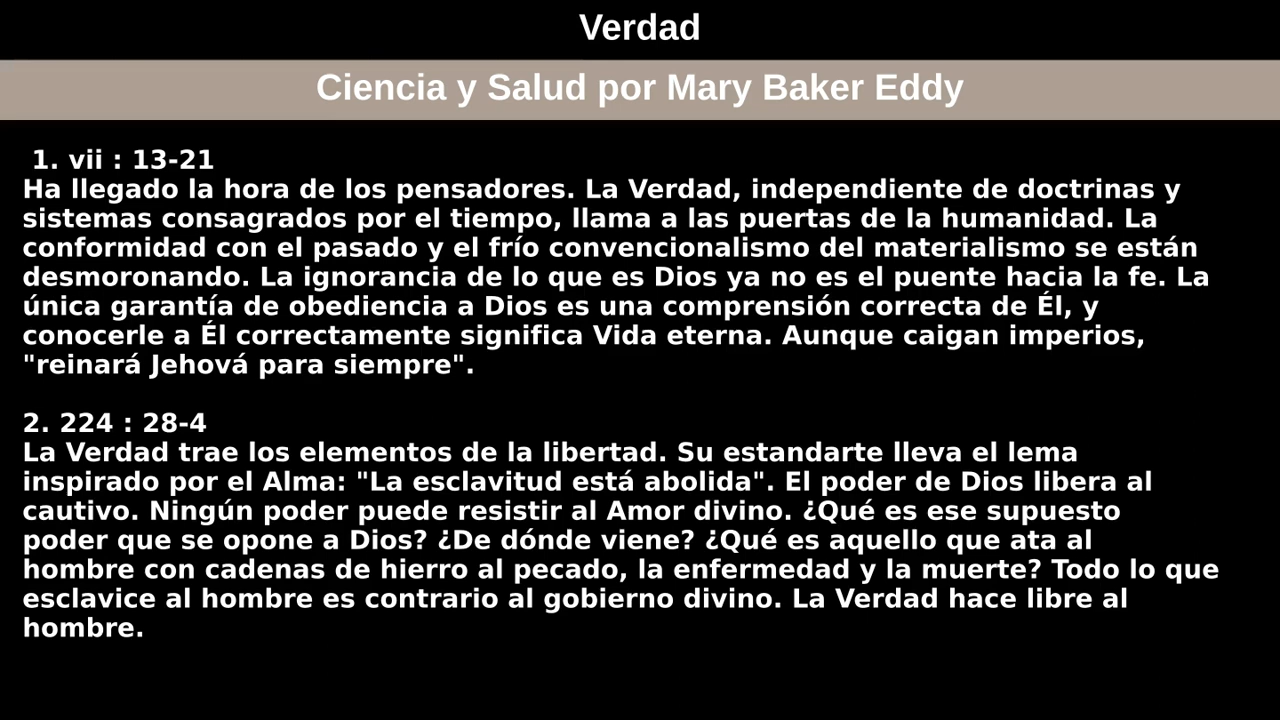 Verdad
Ciencia y Salud por Mary Baker Eddy
1. vii : 13-21
Ha llegado la hora de los pensadores. La Verdad, independiente de doctrinas y
sistemas consagrados por el tiempo, llama a las puertas de la humanidad. La
conformidad con el pasado y el frío convencionalismo del materialismo se están
desmoronando. La ignorancia de lo que es Dios ya no es el puente hacia la fe. La
única garantía de obediencia a Dios es una comprensión correcta de Él, y
conocerle a Él correctamente significa Vida eterna. Aunque caigan imperios,
"reinará Jehová para siempre".
2. 224 : 28-4
La Verdad trae los elementos de la libertad. Su estandarte lleva el lema
inspirado por el Alma: "La esclavitud está abolida". El poder de Dios libera al
cautivo. Ningún poder puede resistir al Amor divino. ¿Qué es ese supuesto
poder que se opone a Dios? ¿De dónde viene? ¿Qué es aquello que ata al
hombre con cadenas de hierro al pecado, la enfermedad y la muerte? Todo lo que
esclavice al hombre es contrario al gobierno divino. La Verdad hace libre al
hombre.